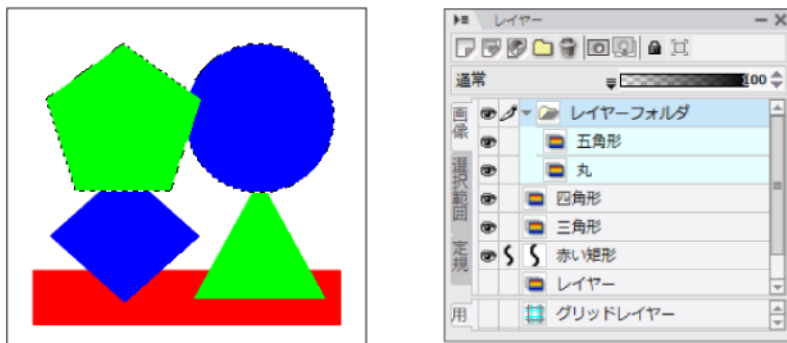 レイヤー
通常
100
画像
選択範囲
定規
レイヤーフォルダ
五角形
丸
四角形
三角形
赤い矩形
レイヤー
用
グリッドレイヤー